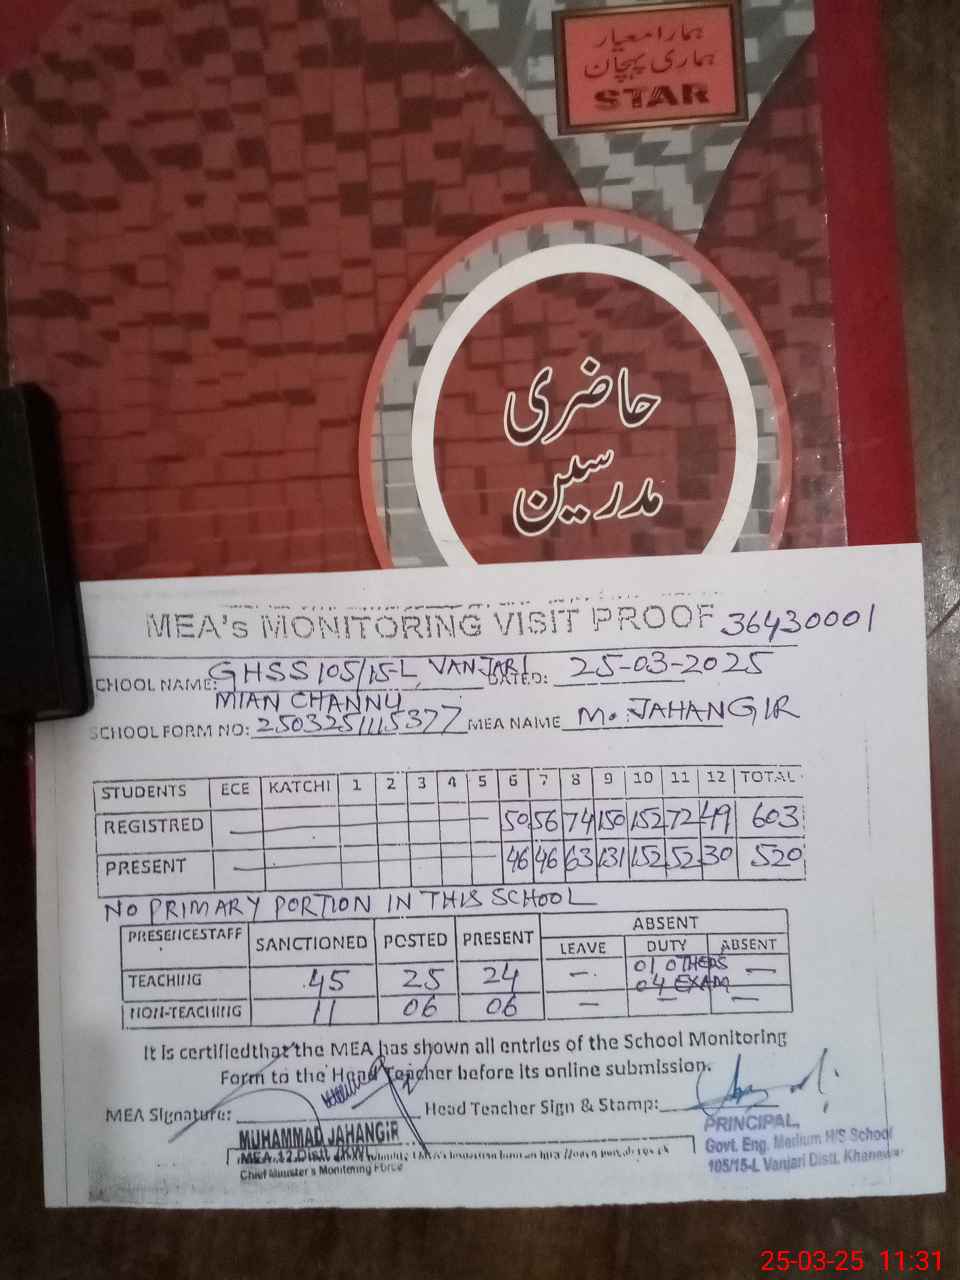 ہمارا معیار
ہماری پہچان
STAR
حاضری
مدرسین
MEA's MONITORING VISIT PROOF 36430001
CHOOL NAME: GHSS 105/15-L, VANJARI DATED: 25-03-2025
MIAN CHANNU
SCHOOL FORM NO: 2503251115377 MEA NAME M. JAHANGIR
STUDENTS ECE KATCHI 1 2 3 4 5 6 7 8 9 10 11 12 TOTAL
REGISTRED — 50 56 74 150 152 72 49 603
PRESENT — 46 46 63 131 152 52 30 520
NO PRIMARY PORTION IN THIS SCHOOL
PRESENCESTAFF SANCTIONED POSTED PRESENT ABSENT
LEAVE DUTY ABSENT
TEACHING 45 25 24 — 01 OTHERS 04 EXAM —
NON-TEACHING 11 06 06 — — —
It is certifiedthat the MEA has shown all entries of the School Monitoring
Form to the Head Teacher before its online submission.
MEA Signature: Head Teacher Sign & Stamp:
MUHAMMAD JAHANGIR
MEA.12.Distt. KWL
Chief Minister's Monitoring Force
PRINCIPAL,
Govt. Eng. Medium H/S School
105/15-L Vanjari Distt. Khanewal
25-03-25 11:31